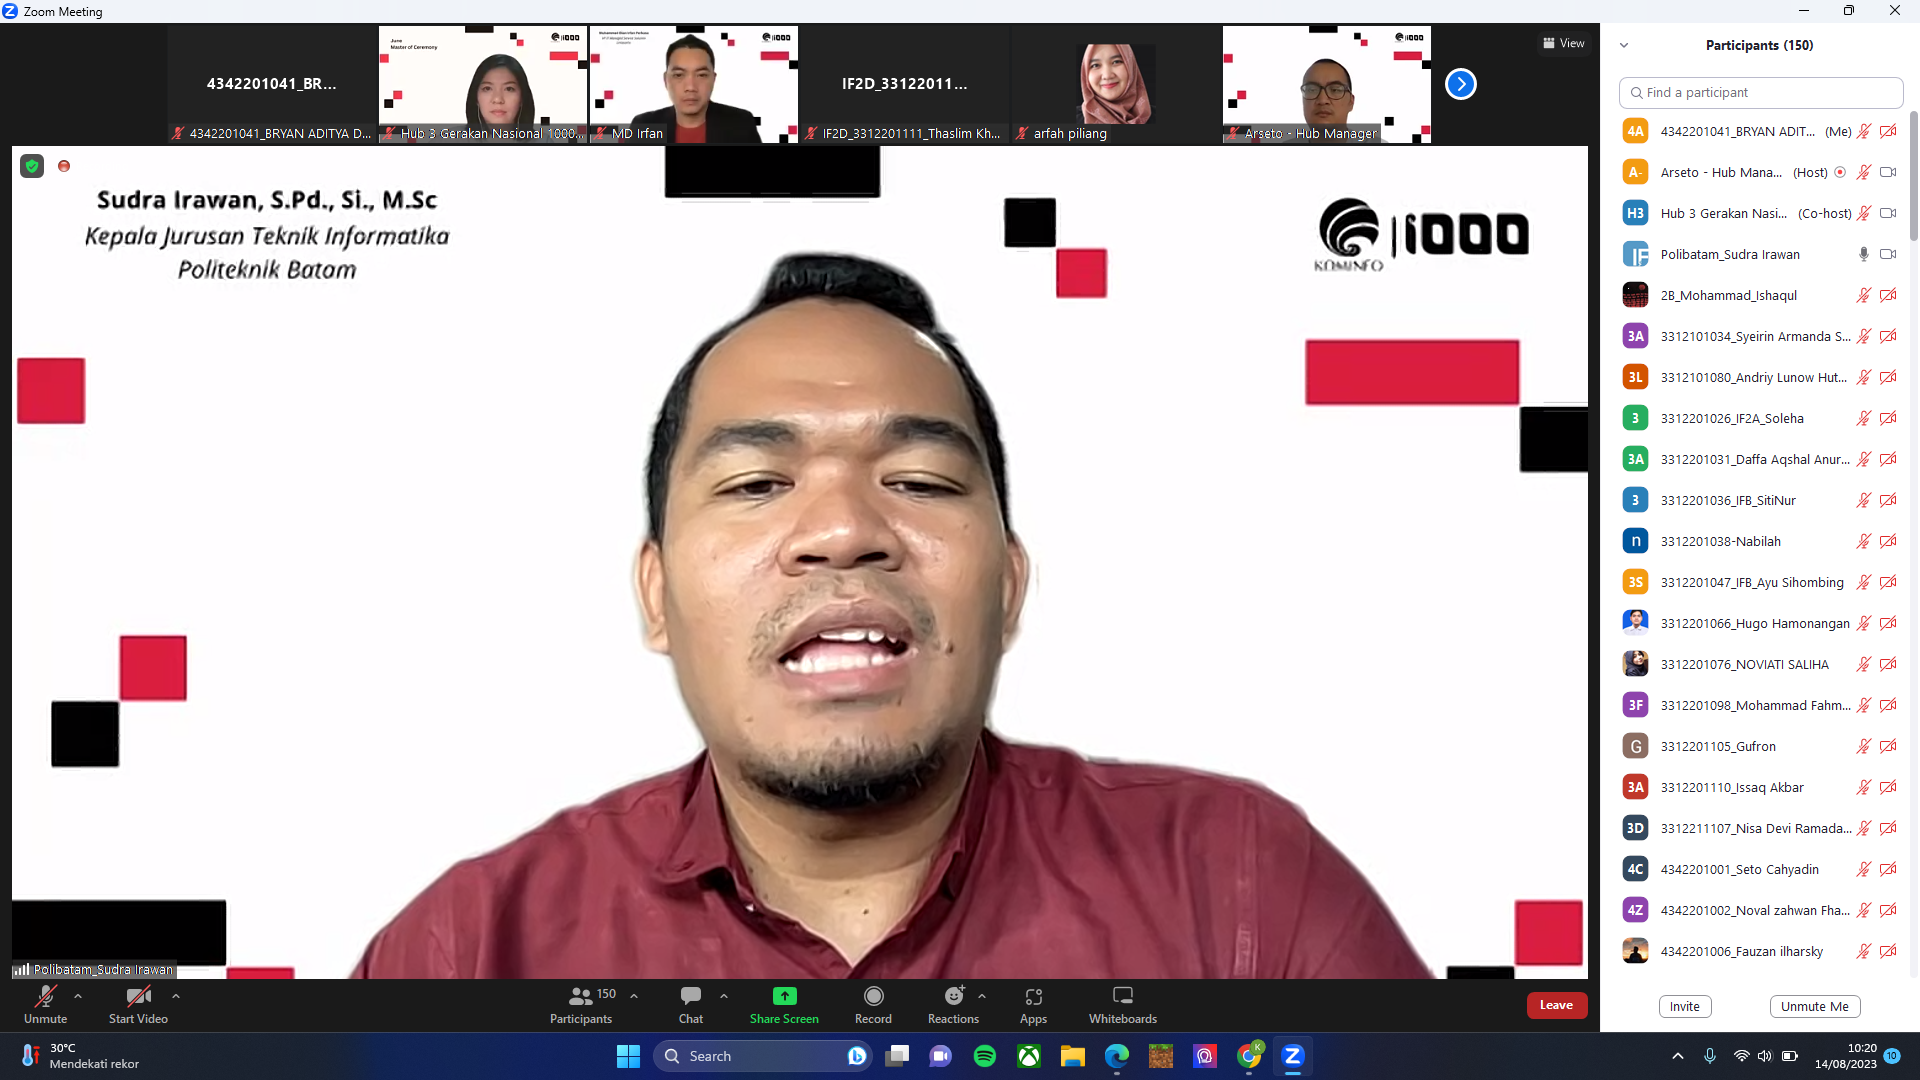 Zoom Meeting
4342201041_BR...
4342201041_BRYAN ADITYA D...
June
Master of Ceremony
Hub 3 Gerakan Nasional 1000...
MD Irfan
IF2D_33122011...
IF2D_3312201111_Thaslim Kh...
arfah piliang
Arseto - Hub Manager
View
Sudra Irawan, S.Pd., Si., M.Sc
Kepala Jurusan Teknik Informatika
Politeknik Batam
KOMINFO
1000
Polibatam_Sudra Irawan
Participants (150)
Find a participant
4A 4342201041_BRYAN ADIT... (Me)
A- Arseto - Hub Mana... (Host)
H3 Hub 3 Gerakan Nasi... (Co-host)
IF Polibatam_Sudra Irawan
2B_Mohammad_Ishaqul
3A 3312101034_Syeirin Armanda S...
3L 3312101080_Andriy Lunow Hut...
3 3312201026_IF2A_Soleha
3A 3312201031_Daffa Aqshal Anur...
3 3312201036_IFB_SitiNur
n 3312201038-Nabilah
3S 3312201047_IFB_Ayu Sihombing
3312201066_Hugo Hamonangan
3312201076_NOVIATI SALIHA
3F 3312201098_Mohammad Fahm...
G 3312201105_Gufron
3A 3312201110_Issaq Akbar
3D 3312211107_Nisa Devi Ramada...
4C 4342201001_Seto Cahyadin
4Z 4342201002_Noval zahwan Fha...
4342201006_Fauzan ilharsky
Invite
Unmute Me
Unmute
Start Video
150
Participants
Chat
Share Screen
Record
Reactions
Apps
Whiteboards
Leave
30°C
Mendekati rekor
Search
K
10:20
14/08/2023
10